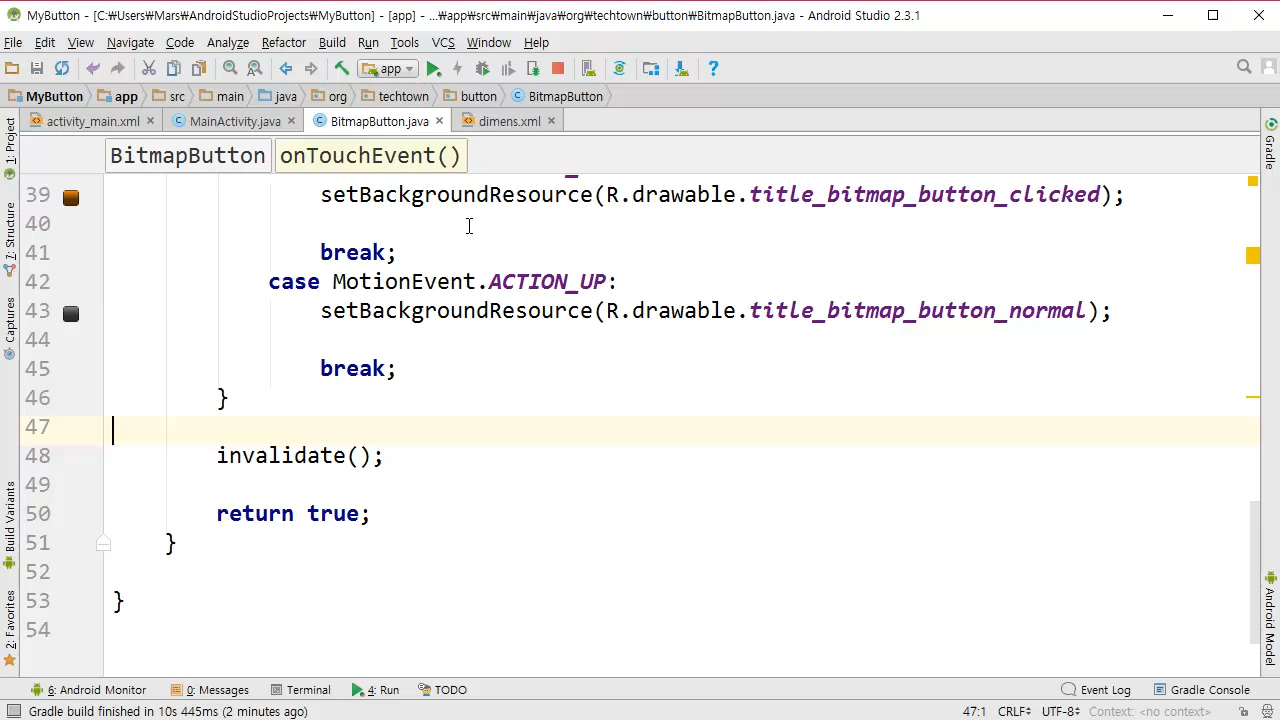 MyButton - [C:₩Users₩Mars₩AndroidStudioProjects₩MyButton] - [app] - ...₩app₩src₩main₩java₩org₩techtown₩button₩BitmapButton.java - Android Studio 2.3.1
File Edit View Navigate Code Analyze Refactor Build Run Tools VCS Window Help
app
MyButton app src main java org techtown button BitmapButton
activity_main.xml MainActivity.java BitmapButton.java dimens.xml
BitmapButton onTouchEvent()
39 setBackgroundResource(R.drawable.title_bitmap_button_clicked);
40
41 break;
42 case MotionEvent.ACTION_UP:
43 setBackgroundResource(R.drawable.title_bitmap_button_normal);
44
45 break;
46 }
47
48 invalidate();
49
50 return true;
51 }
52
53 }
54
1: Project
7: Structure
Captures
Build Variants
2: Favorites
Gradle
Android Model
6: Android Monitor 0: Messages Terminal 4: Run TODO Event Log Gradle Console
Gradle build finished in 10s 445ms (2 minutes ago) 47:1 CRLF UTF-8 Context: <no context>